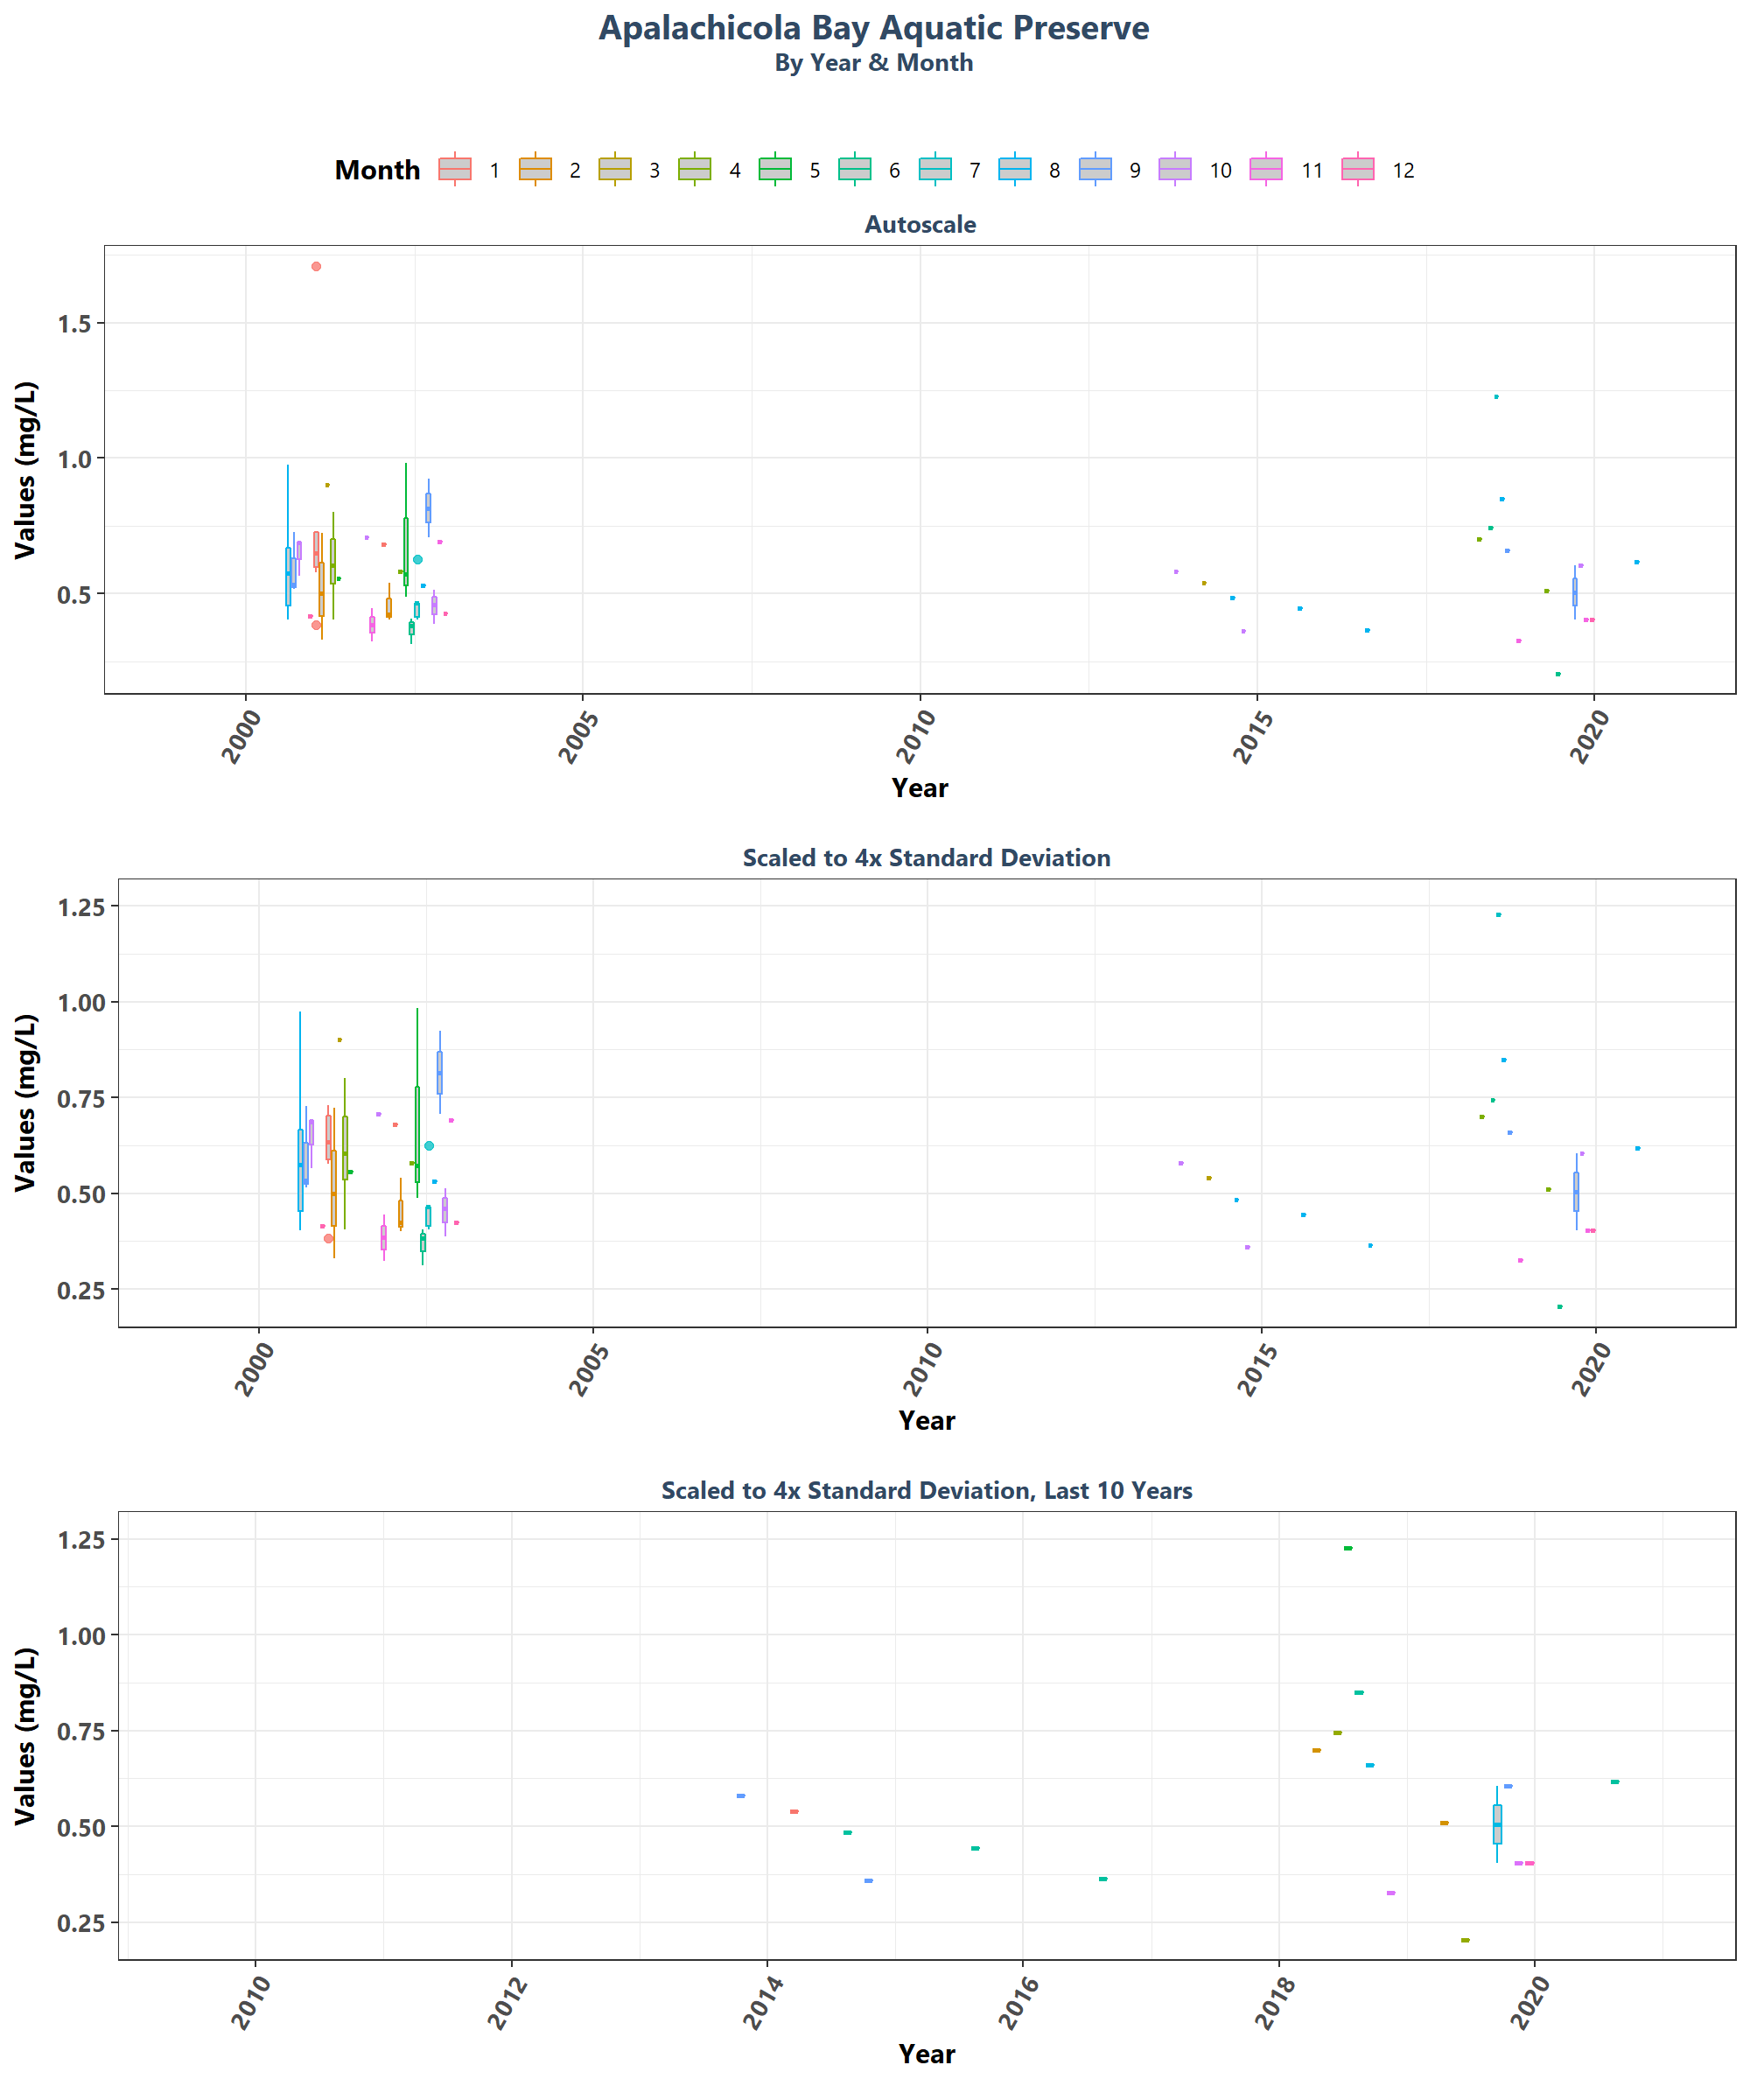 Apalachicola Bay Aquatic Preserve
By Year & Month
Month 1 2 3 4 5 6 7 8 9 10 11 12
Autoscale
Values (mg/L)
1.5
1.0
0.5
2000 2005 2010 2015 2020
Year
Scaled to 4x Standard Deviation
Values (mg/L)
1.25
1.00
0.75
0.50
0.25
2000 2005 2010 2015 2020
Year
Scaled to 4x Standard Deviation, Last 10 Years
Values (mg/L)
1.25
1.00
0.75
0.50
0.25
2010 2012 2014 2016 2018 2020
Year